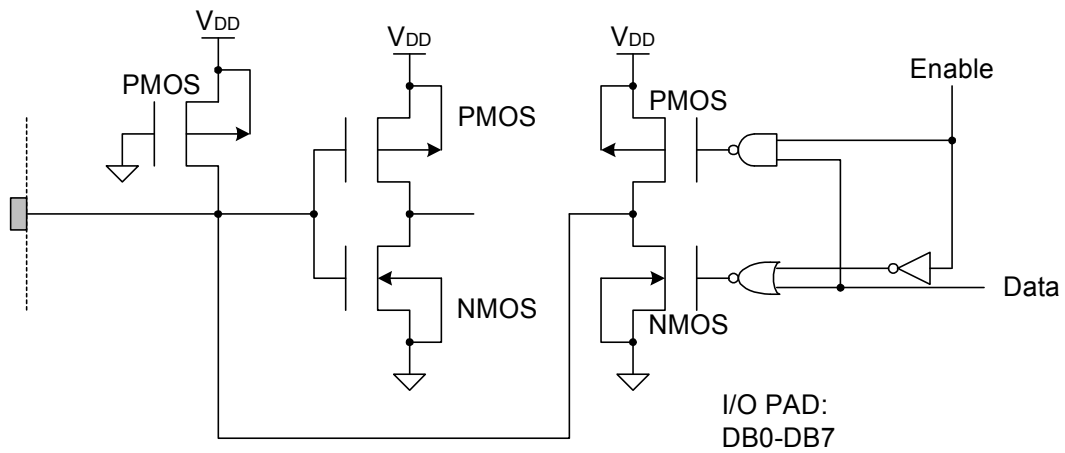 VDD
PMOS
VDD
PMOS
NMOS
VDD
PMOS
NMOS
Enable
Data
I/O PAD:
DB0-DB7